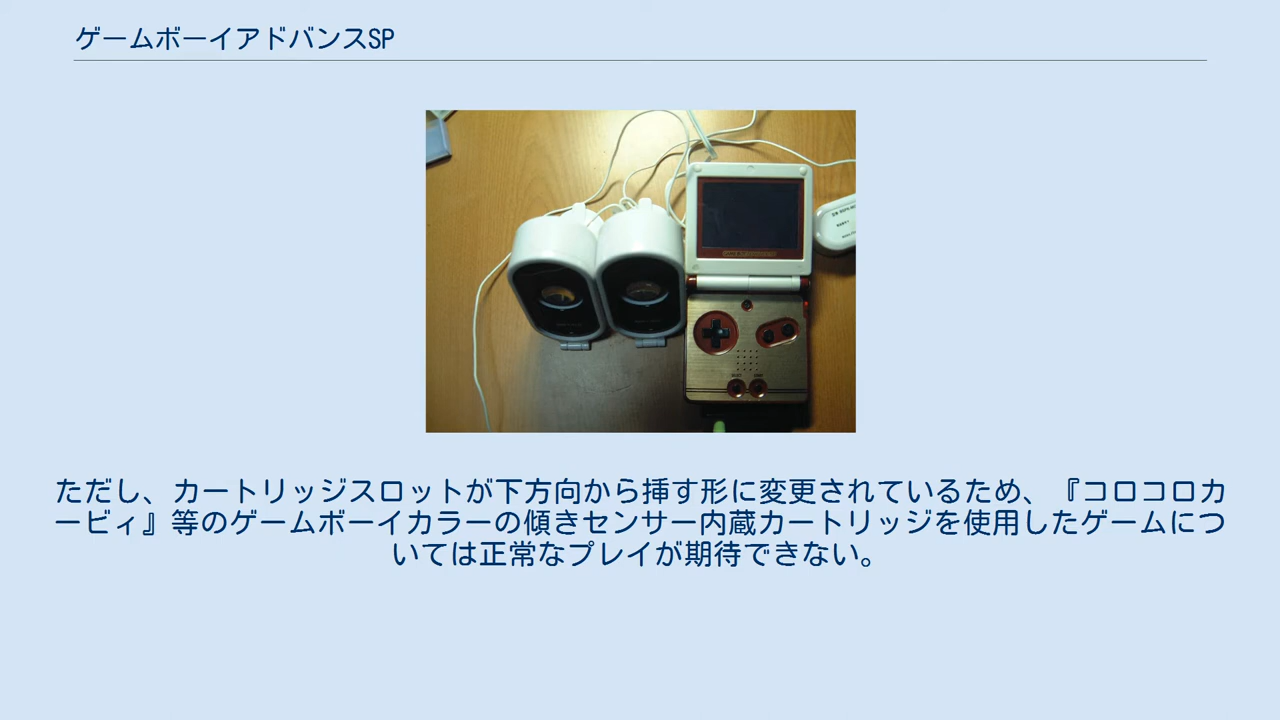 ゲームボーイアドバンスSP
ただし、カートリッジスロットが下方向から挿す形に変更されているため、『コロコロカ
ービィ』等のゲームボーイカラーの傾きセンサー内蔵カートリッジを使用したゲームにつ
いては正常なプレイが期待できない。